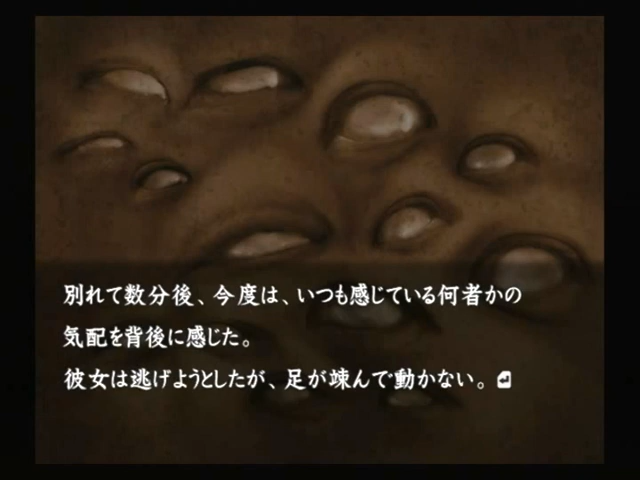 別れて数分後、今度は、いつも感じている何者かの
気配を背後に感じた。
彼女は逃げようとしたが、足が竦んで動かない。